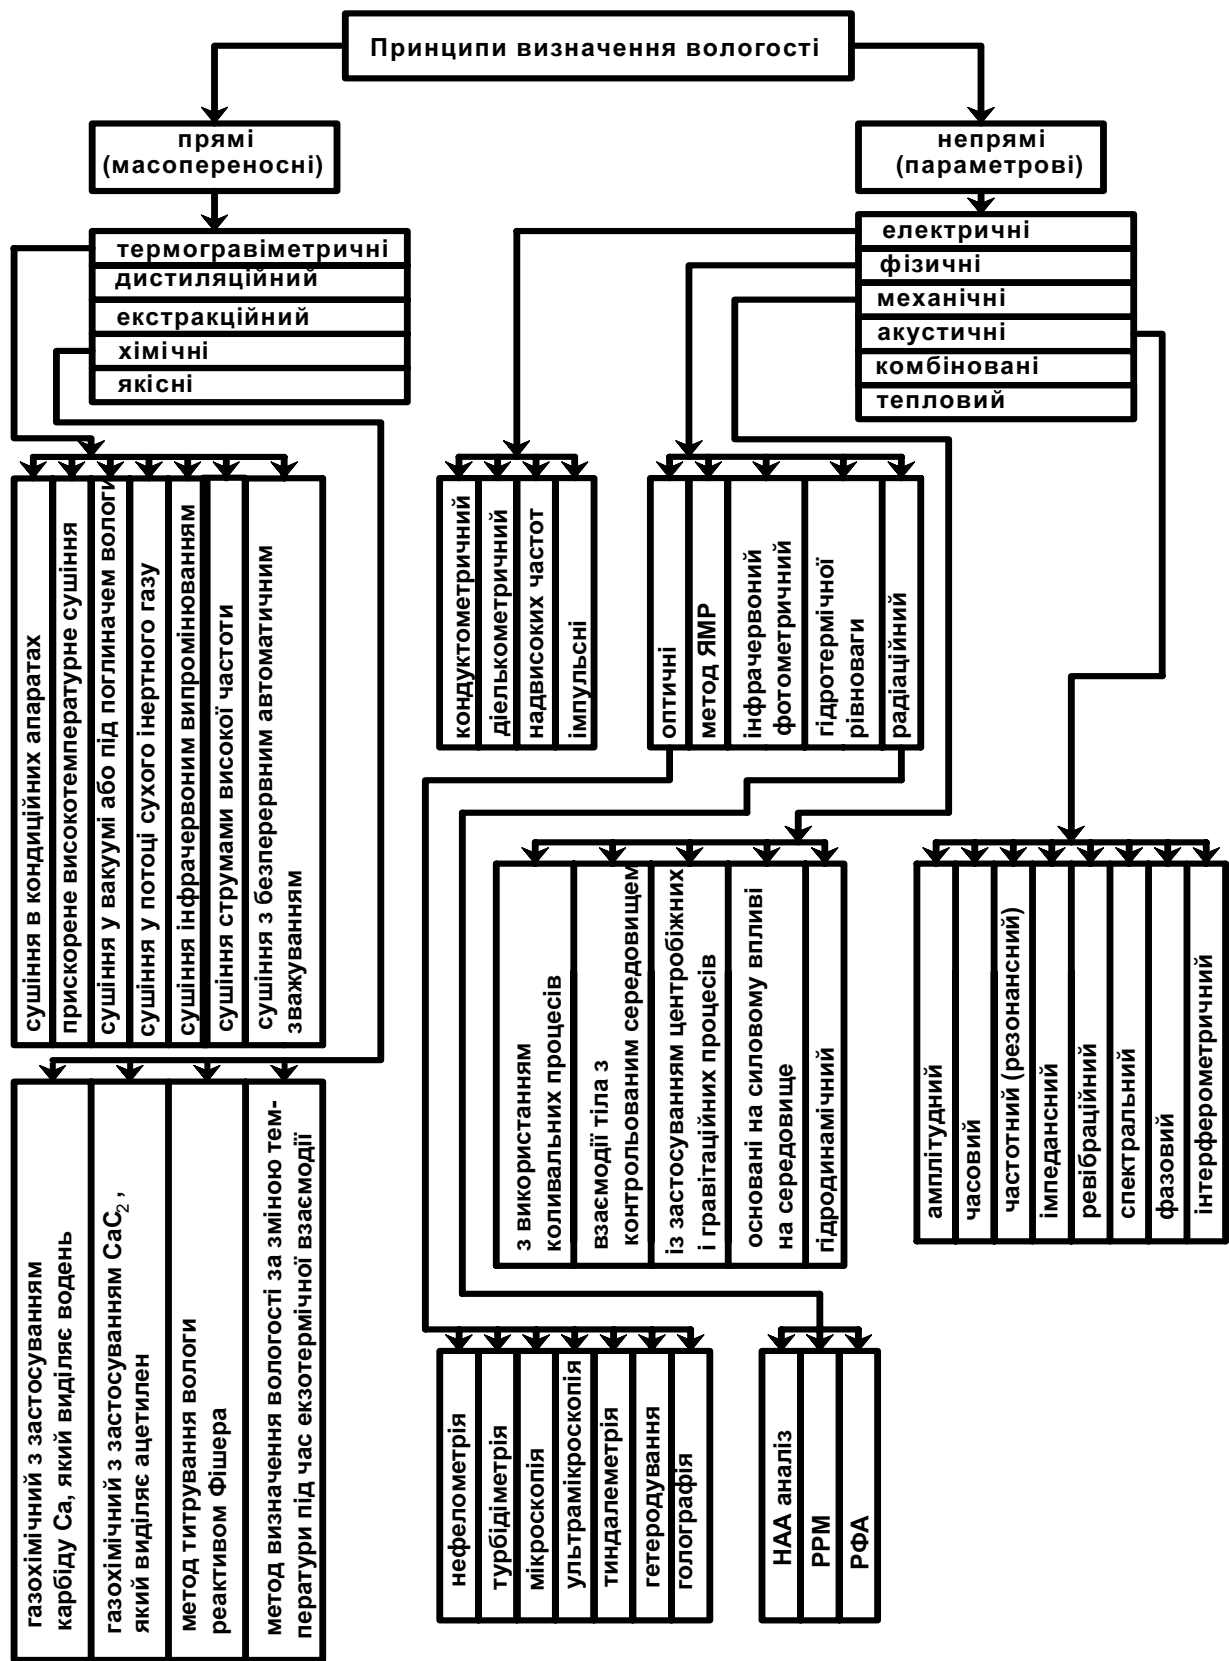 Принципи визначення вологості
прямі
(масопереносні)
непрямі
(параметрові)
термогравіметричні
дистиляційний
екстракційний
хімічні
якісні
електричні
фізичні
механічні
акустичні
комбіновані
тепловий
сушіння в кондиційних апаратах
прискорене високотемпературне сушіння
сушіння у вакуумі або під поглиначем вологи
сушіння у потоці сухого інертного газу
сушіння інфрачервоним випромінюванням
сушіння струмами високої частоти
сушіння з безперервним автоматичним
зважуванням
кондуктометричний
діелькометричний
надвисоких частот
імпульсні
оптичні
метод ЯМР
інфрачервоний
фотометричний
гідротермічної
рівноваги
радіаційний
з використанням
коливальних процесів
взаємодії тіла з
контрольованим середовищем
із застосуванням центробіжних
і гравітаційних процесів
основані на силовому впливі
на середовище
гідродинамічний
амплітудний
часовий
частотний (резонансний)
імпедансний
ревібраційний
спектральний
фазовий
інтерферометричний
газохімічний з застосуванням
карбіду Ca, який виділяє водень
газохімічний з застосуванням CaC₂,
який виділяє ацетилен
метод титрування вологи
реактивом Фішера
метод визначення вологості за зміною тем-
ператури під час екзотермічної взаємодії
нефелометрія
турбідіметрія
мікроскопія
ультрамікроскопія
тиндалеметрія
гетеродування
голографія
НАА аналіз
РРМ
РФА